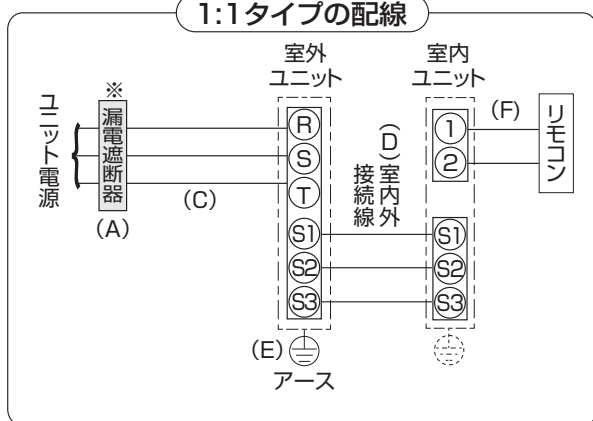 1:1タイプの配線
室外
ユニット
室内
ユニット
ユニット電源
※
漏電遮断器
(A)
(C)
R
S
T
S1
S2
S3
(D)室内外
接続線
1
2
S1
S2
S3
(F)
リモコン
(E)
アース